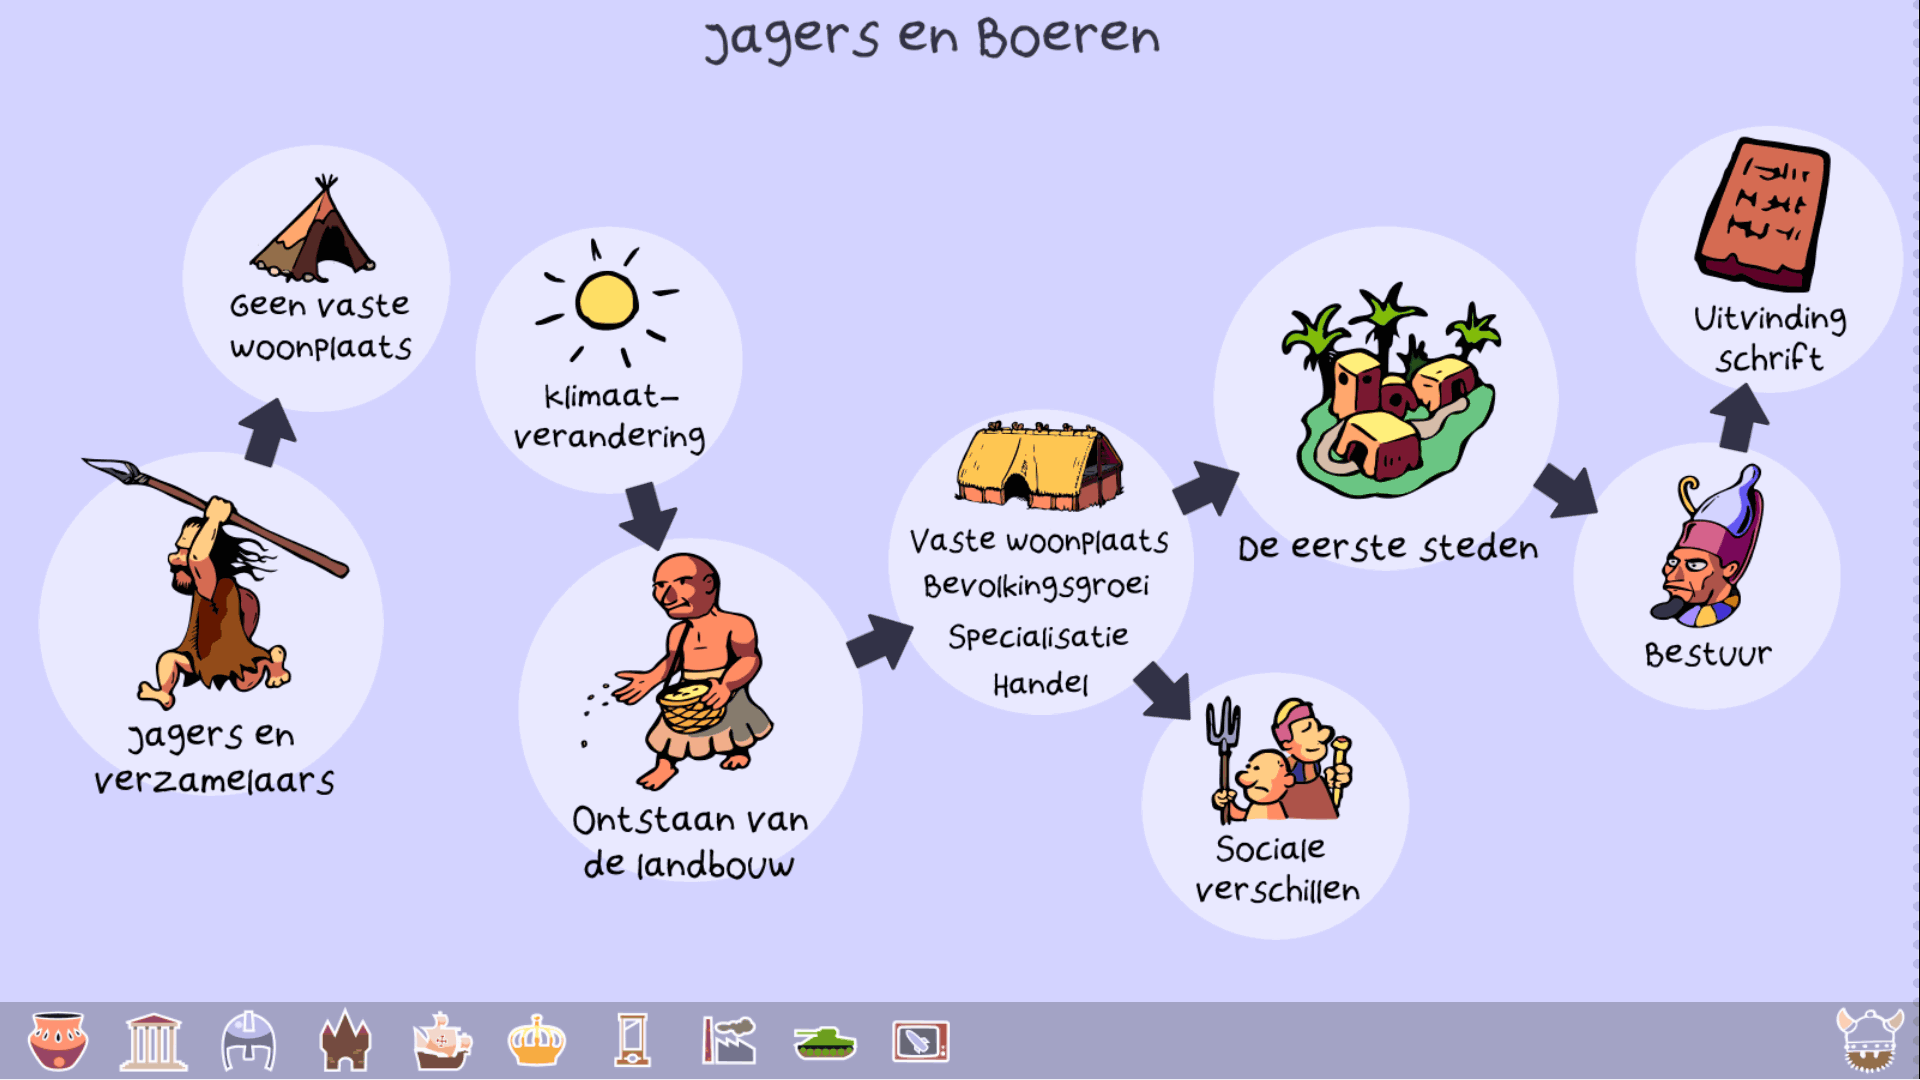 Jagers en Boeren
Geen vaste
woonplaats
Jagers en
verzamelaars
klimaat-
verandering
Ontstaan van
de landbouw
Vaste woonplaats
Bevolkingsgroei
Specialisatie
Handel
De eerste steden
Sociale
verschillen
Bestuur
Uitvinding
schrift